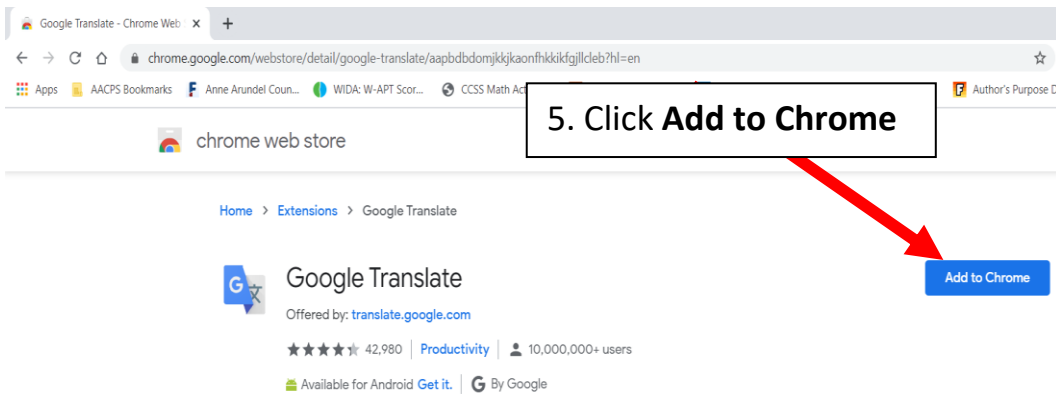 Google Translate - Chrome Web
chrome.google.com/webstore/detail/google-translate/aapbdbdomjkkjkaonfhkkikfgjllcleb?hl=en
Apps AACPS Bookmarks Anne Arundel Coun... WIDA: W-APT Scor... CCSS Math Act Author's Purpose D
5. Click Add to Chrome
chrome web store
Home > Extensions > Google Translate
Google Translate
Add to Chrome
Offered by: translate.google.com
42,980 Productivity 10,000,000+ users
Available for Android Get it. G By Google